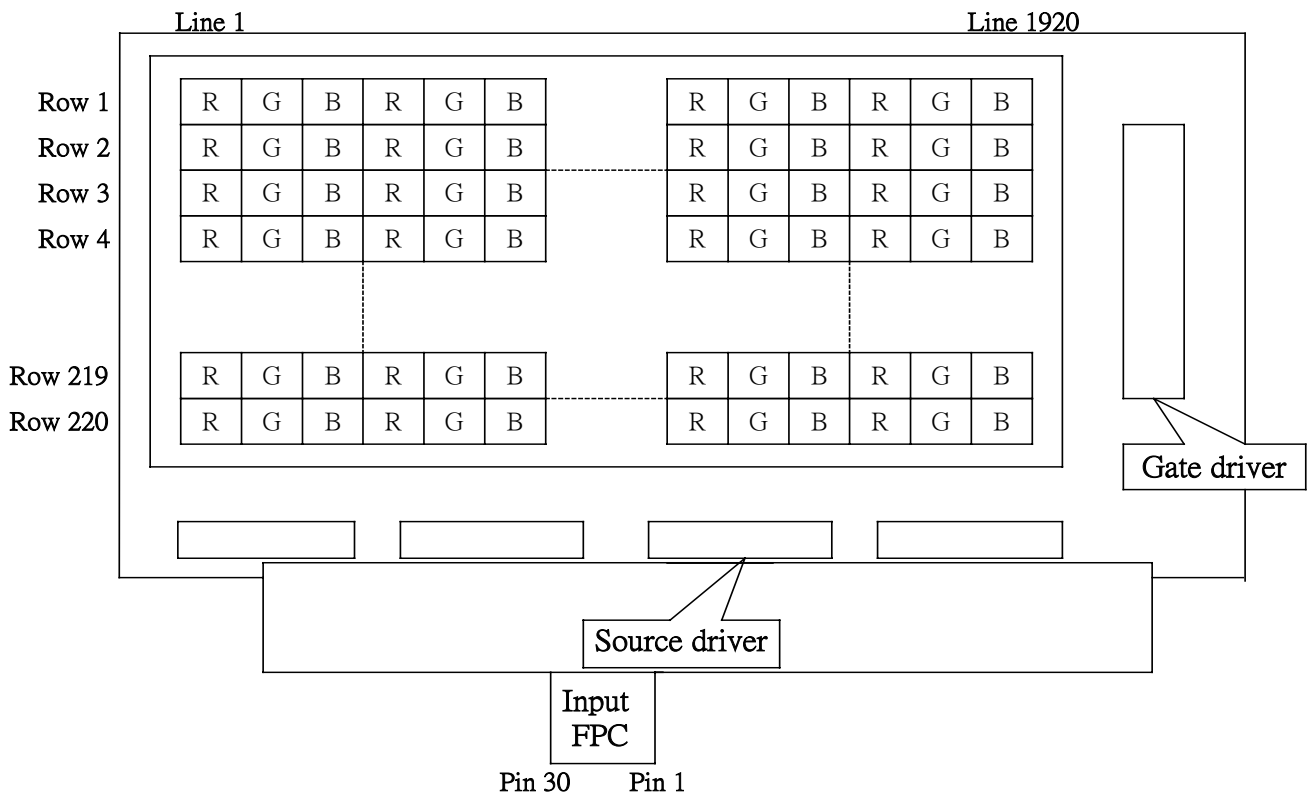 Line 1 Line 1920
Row 1 R G B R G B R G B R G B
Row 2 R G B R G B R G B R G B
Row 3 R G B R G B R G B R G B
Row 4 R G B R G B R G B R G B
Row 219 R G B R G B R G B R G B
Row 220 R G B R G B R G B R G B
Gate driver
Source driver
Input
FPC
Pin 30 Pin 1